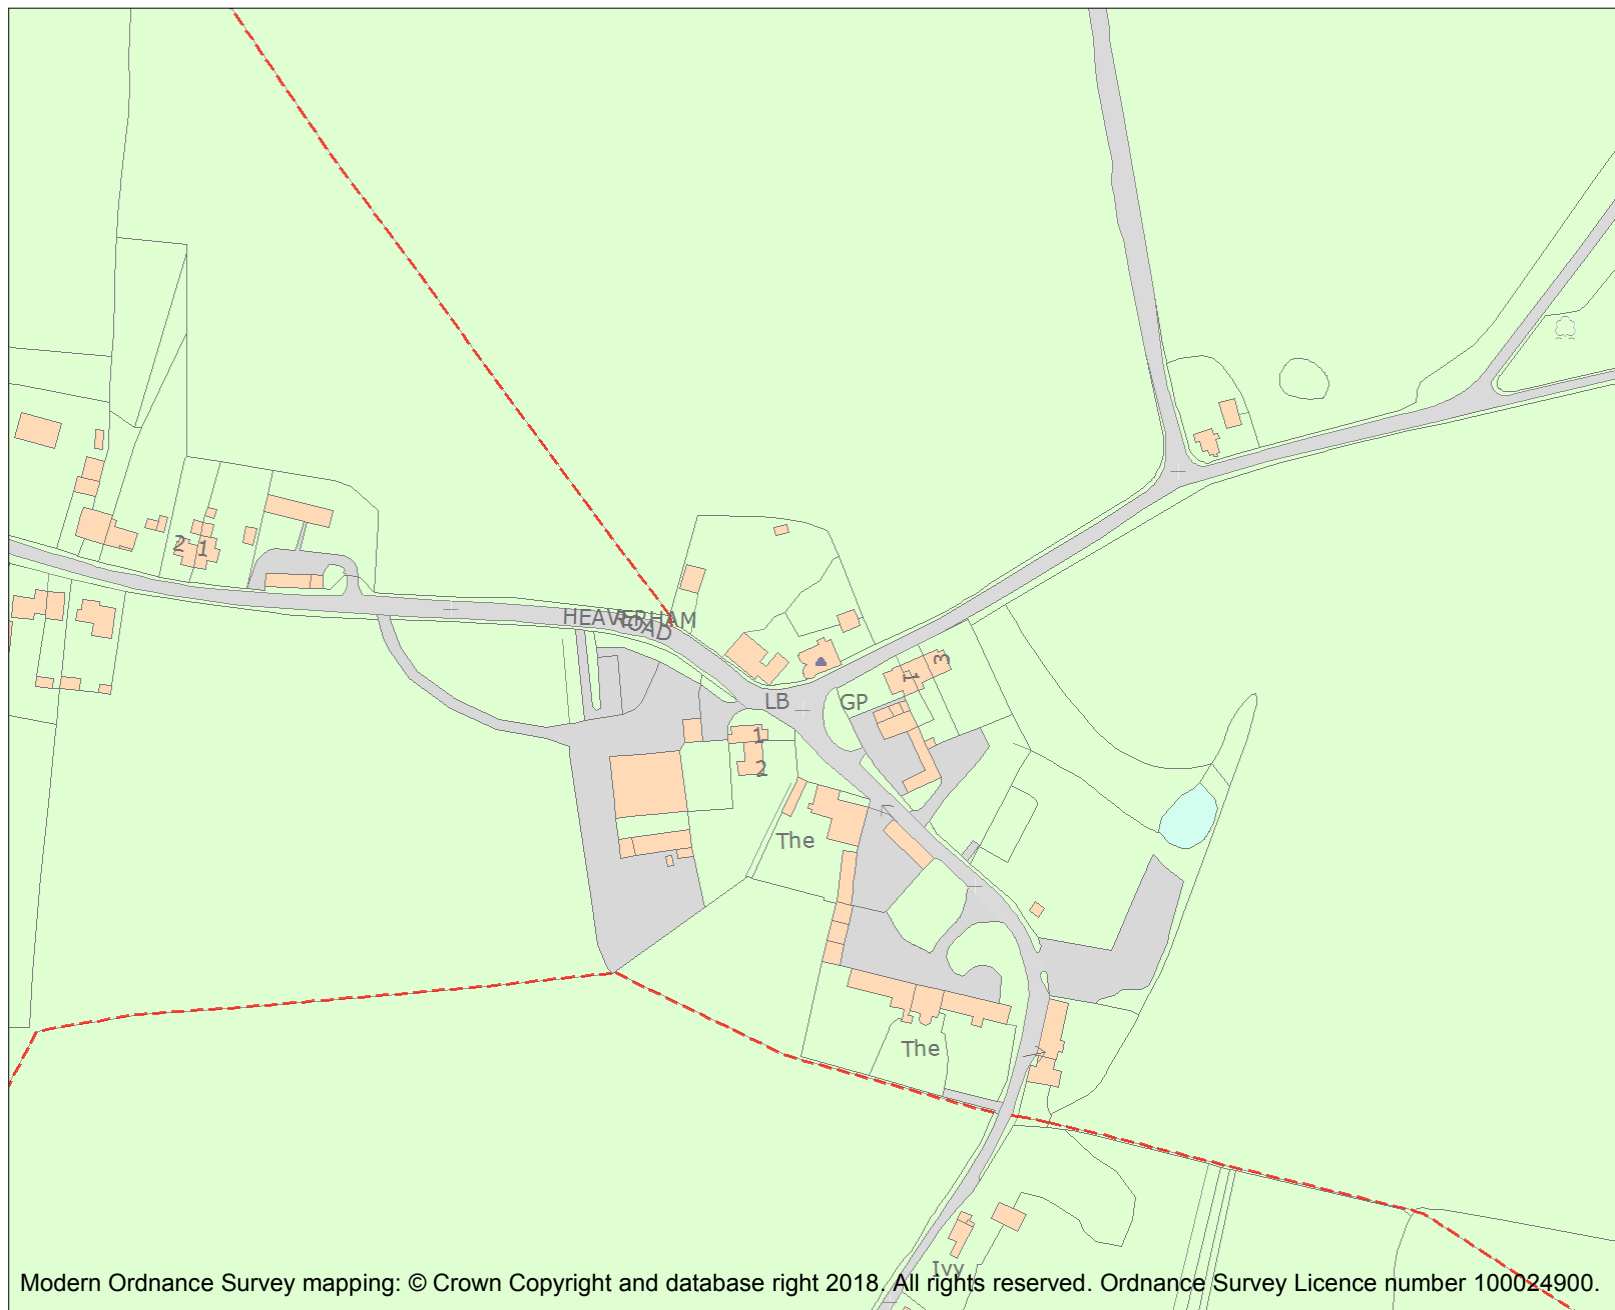 2
1
HEAVERHAM
ROAD
3
1
LB
GP
1
2
The
The
Ivy
Modern Ordnance Survey mapping: © Crown Copyright and database right 2018. All rights reserved. Ordnance Survey Licence number 100024900.